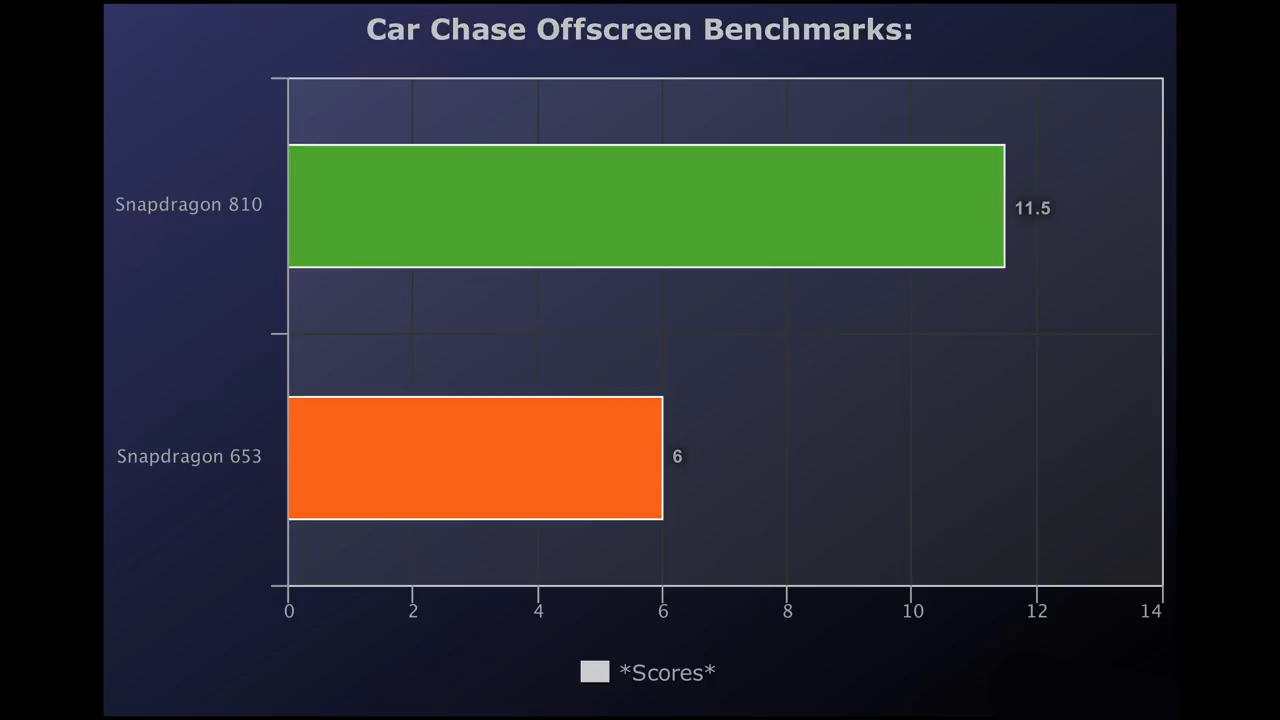 Car Chase Offscreen Benchmarks:
Snapdragon 810
11.5
Snapdragon 653
6
0 2 4 6 8 10 12 14
*Scores*